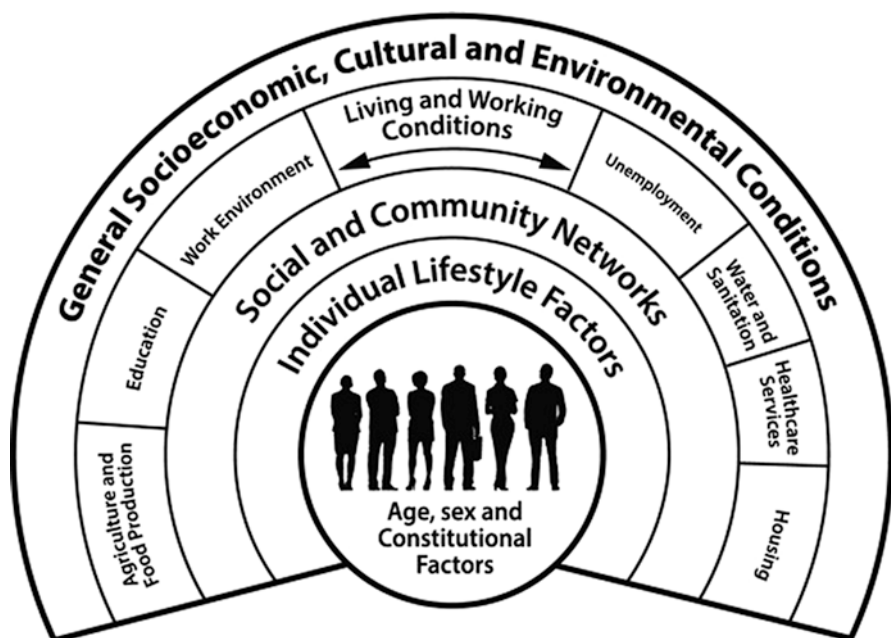 General Socioeconomic, Cultural and Environmental Conditions
Living and Working
Conditions
Agriculture and
Food Production
Education
Work Environment
Unemployment
Water and
Sanitation
Healthcare
Services
Housing
Social and Community Networks
Individual Lifestyle Factors
Age, sex and
Constitutional
Factors